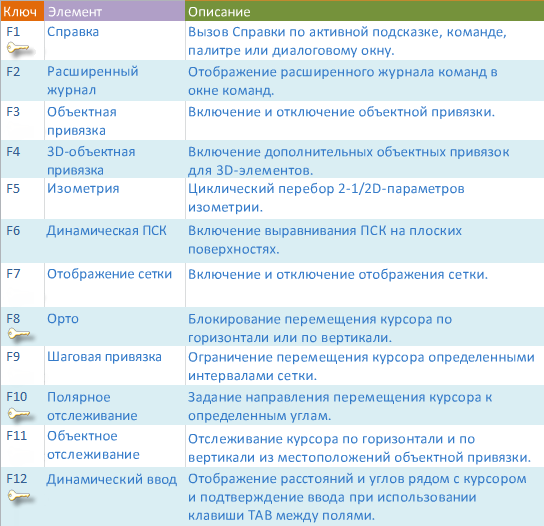 Ключ Элемент Описание
F1 Справка Вызов Справки по активной подсказке, команде,
палитре или диалоговому окну.
F2 Расширенный Отображение расширенного журнала команд в
журнал окне команд.
F3 Объектная Включение и отключение объектной привязки.
привязка
F4 3D-объектная Включение дополнительных объектных привязок
привязка для 3D-элементов.
F5 Изометрия Циклический перебор 2-1/2D-параметров
изометрии.
F6 Динамическая ПСК Включение выравнивания ПСК на плоских
поверхностях.
F7 Отображение сетки Включение и отключение отображения сетки.
F8 Орто Блокирование перемещения курсора по
горизонтали или по вертикали.
F9 Шаговая привязка Ограничение перемещения курсора определенными
интервалами сетки.
F10 Полярное Задание направления перемещения курсора к
отслеживание определенным углам.
F11 Объектное Отслеживание курсора по горизонтали и по
отслеживание вертикали из местоположений объектной привязки.
F12 Динамический ввод Отображение расстояний и углов рядом с курсором
и подтверждение ввода при использовании
клавиши TAB между полями.